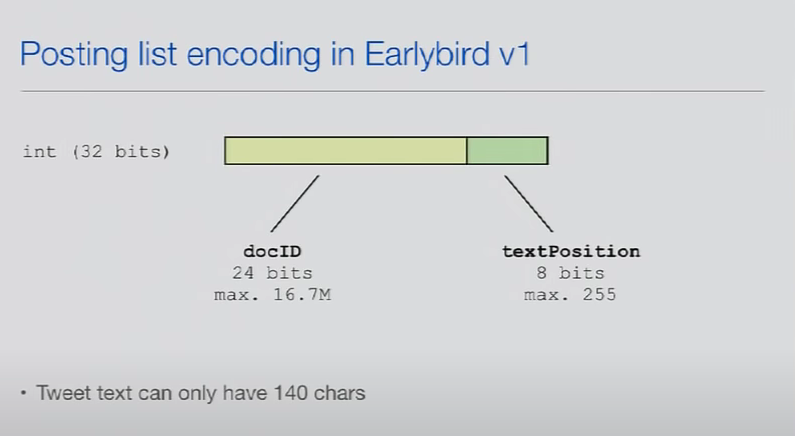 Posting list encoding in Earlybird v1
int (32 bits)
docID
24 bits
max. 16.7M
textPosition
8 bits
max. 255
• Tweet text can only have 140 chars